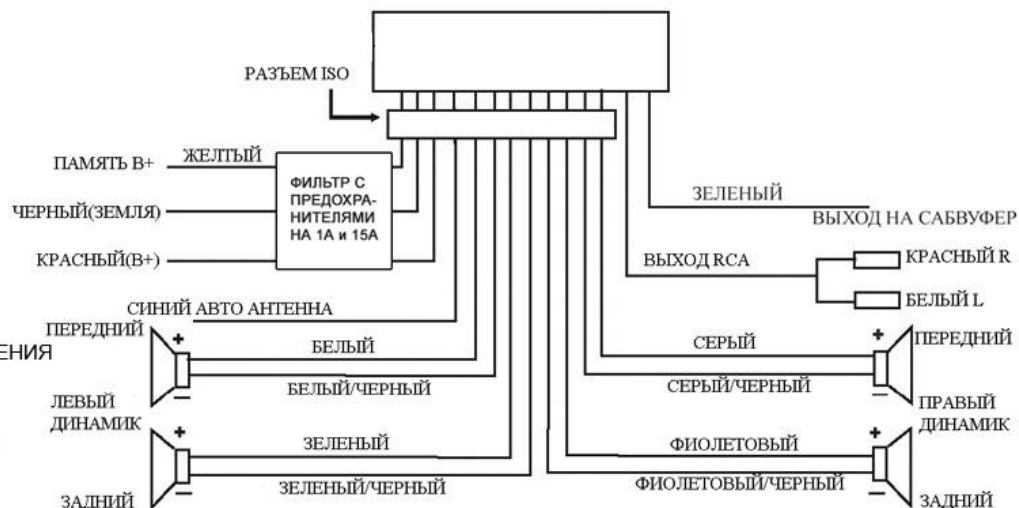 РАЗЪЕМ ISO
ПАМЯТЬ В+
ЖЕЛТЫЙ
ЧЕРНЫЙ(ЗЕМЛЯ)
КРАСНЫЙ(В+)
ФИЛЬТР С
ПРЕДОХРА-
НИТЕЛЯМИ
НА 1А и 15А
ЗЕЛЕНЫЙ
ВЫХОД НА САБВУФЕР
ВЫХОД RCA
КРАСНЫЙ R
БЕЛЫЙ L
СИНИЙ АВТО АНТЕННА
ПЕРЕДНИЙ
ЕНИЯ
+
БЕЛЫЙ
БЕЛЫЙ/ЧЕРНЫЙ
−
ЛЕВЫЙ
ДИНАМИК
+
ЗЕЛЕНЫЙ
ЗЕЛЕНЫЙ/ЧЕРНЫЙ
−
ЗАДНИЙ
СЕРЫЙ
СЕРЫЙ/ЧЕРНЫЙ
+
−
ПЕРЕДНИЙ
ПРАВЫЙ
ДИНАМИК
ФИОЛЕТОВЫЙ
ФИОЛЕТОВЫЙ/ЧЕРНЫЙ
+
−
ЗАДНИЙ